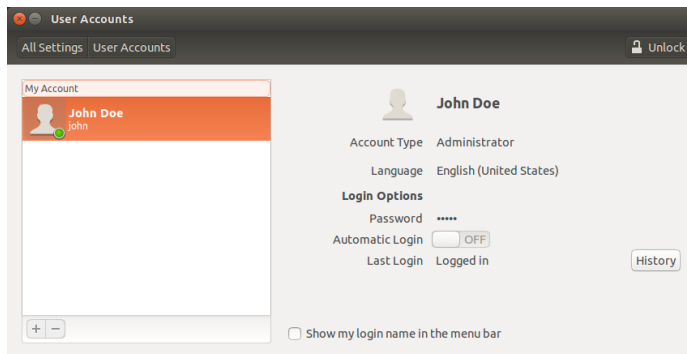 User Accounts
All Settings User Accounts Unlock
My Account
John Doe
john
John Doe
Account Type Administrator
Language English (United States)
Login Options
Password •••••
Automatic Login OFF
Last Login Logged in History
+ −
Show my login name in the menu bar